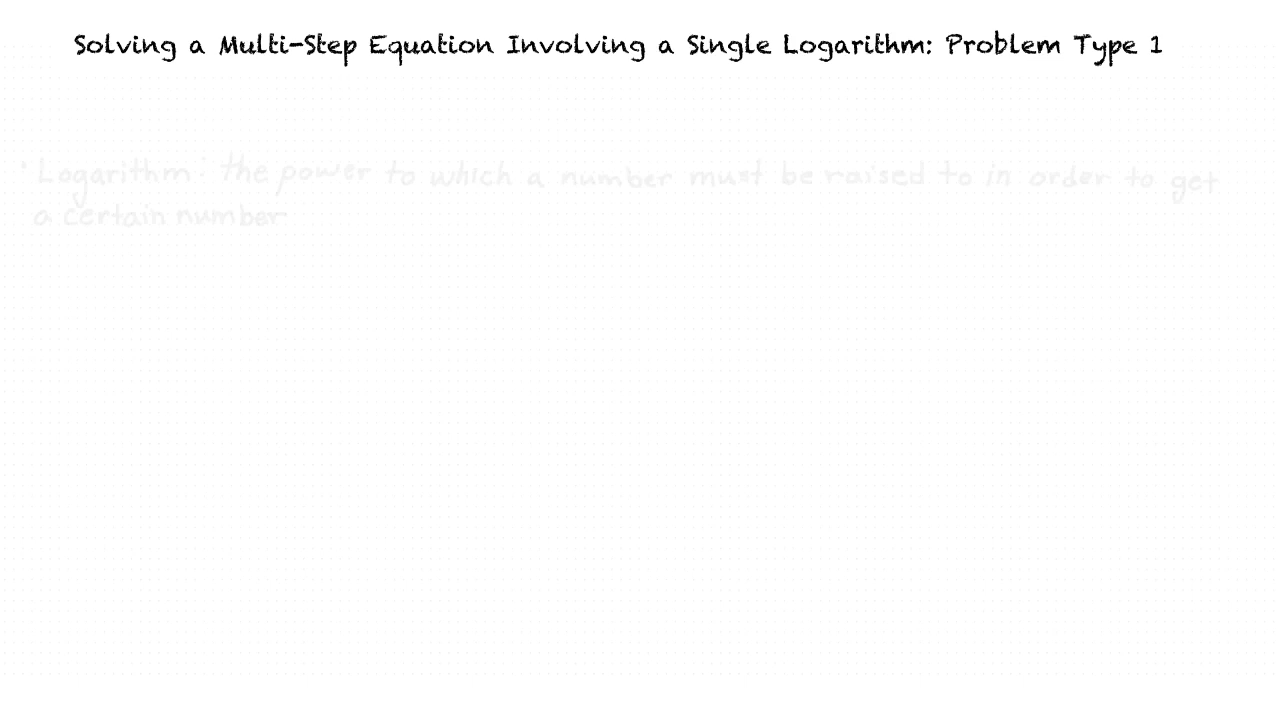 Solving a Multi-Step Equation Involving a Single Logarithm: Problem Type 1
• Logarithm: the power to which a number must be raised to in order to get
a certain number